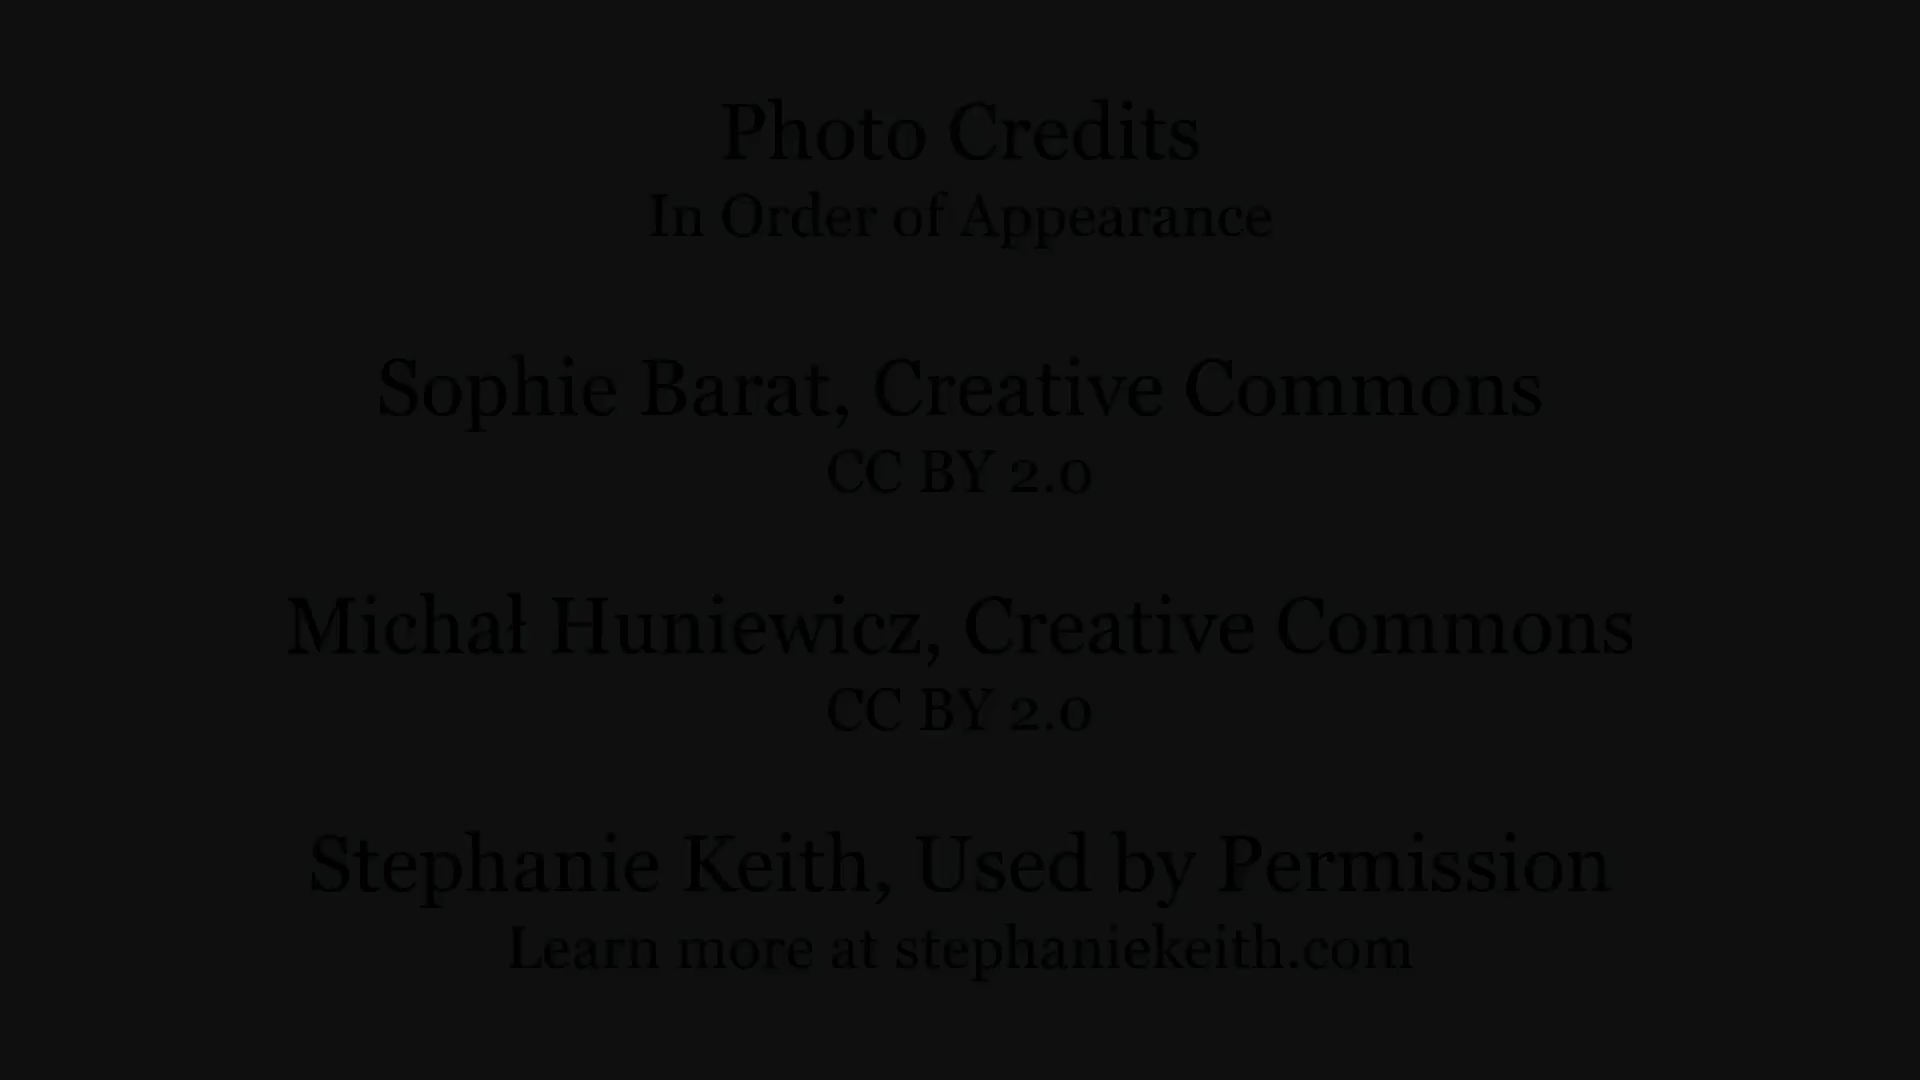 Photo Credits
In Order of Appearance
Sophie Barat, Creative Commons
CC BY 2.0
Michał Huniewicz, Creative Commons
CC BY 2.0
Stephanie Keith, Used by Permission
Learn more at stephaniekeith.com